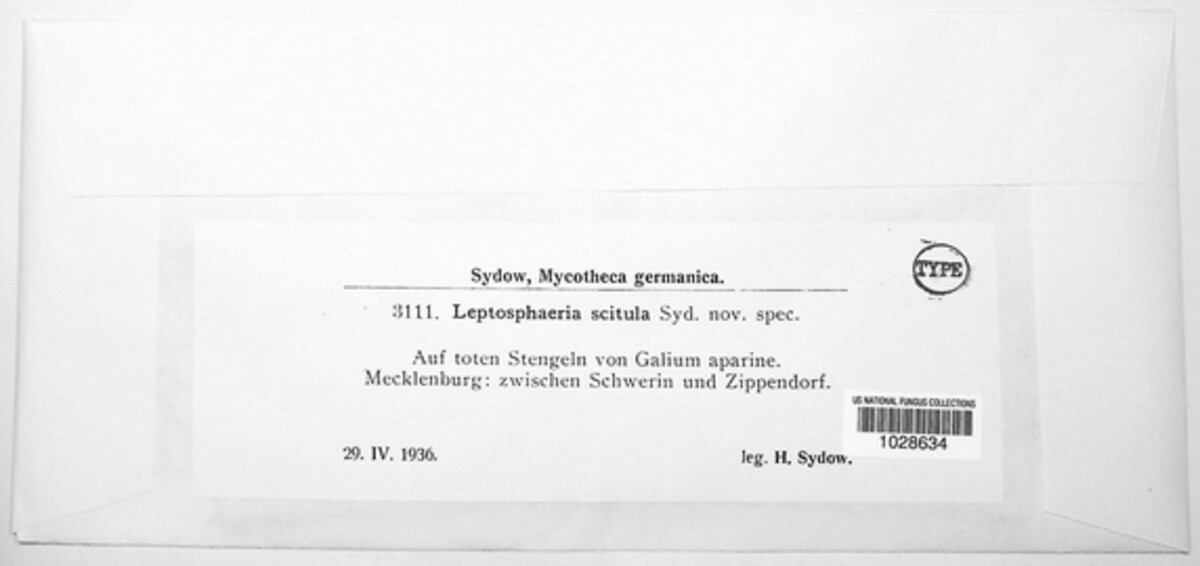 TYPE
Sydow, Mycotheca germanica.
3111. Leptosphaeria scitula Syd. nov. spec.
Auf toten Stengeln von Galium aparine.
Mecklenburg: zwischen Schwerin und Zippendorf.
US NATIONAL FUNGUS COLLECTIONS
1028634
29. IV. 1936.
leg. H. Sydow.